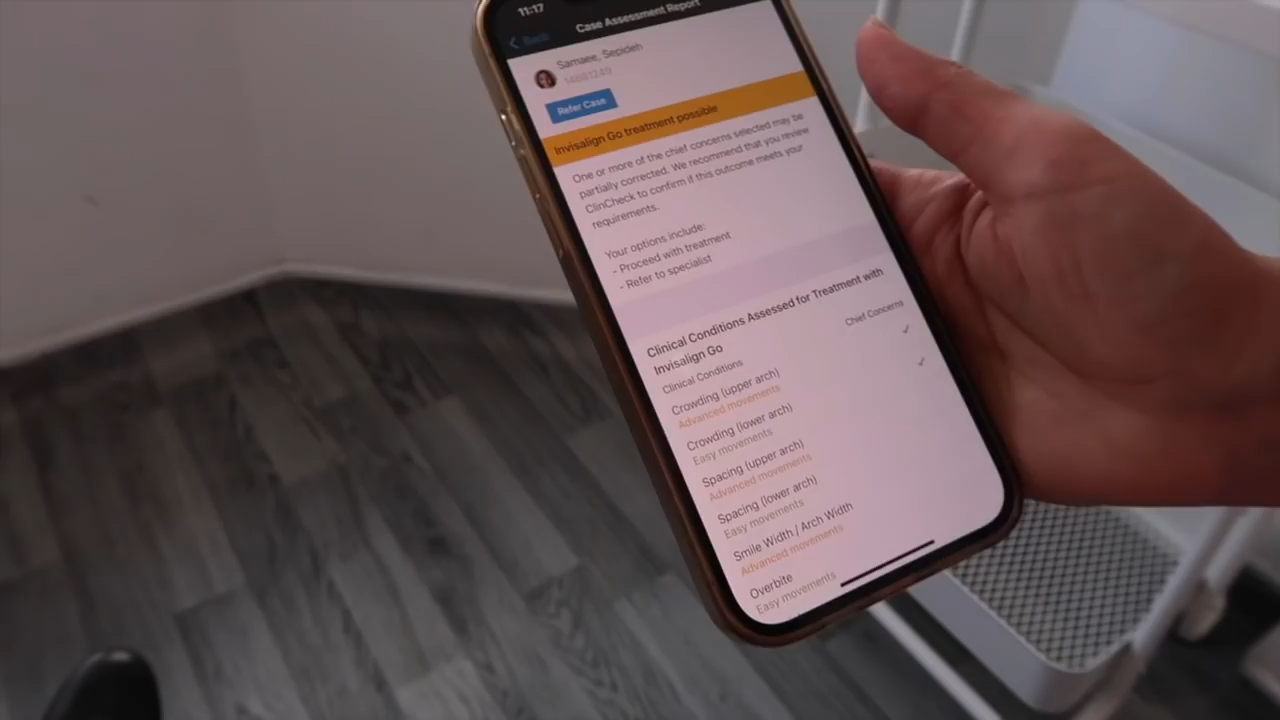 11:17
Case Assessment Report
Back
Samaee, Sepideh
14581249
Refer Case
Invisalign Go treatment possible
One or more of the chief concerns selected may be
partially corrected. We recommend that you review
ClinCheck to confirm if this outcome meets your
requirements.
Your options include:
- Proceed with treatment
- Refer to specialist
Clinical Conditions Assessed for Treatment with
Invisalign Go
Clinical Conditions
Chief Concerns
Crowding (upper arch)
Advanced movements
Crowding (lower arch)
Easy movements
Spacing (upper arch)
Advanced movements
Spacing (lower arch)
Easy movements
Smile Width / Arch Width
Advanced movements
Overbite
Easy movements